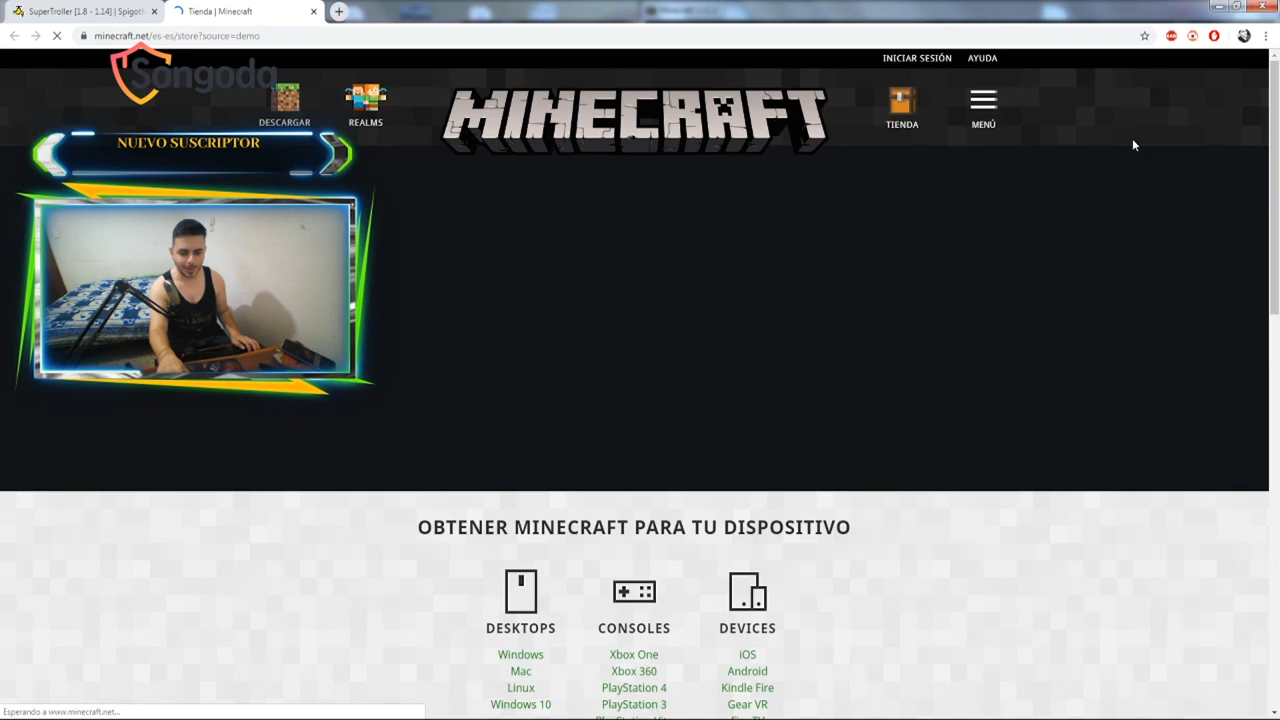 SuperTroller [1.8 - 1.14] | Spigot
Tienda | Minecraft
minecraft.net/es-es/store?source=demo
INICIAR SESIÓN AYUDA
Songoda
DESCARGAR
REALMS
MINECRAFT
TIENDA
MENÚ
NUEVO SUSCRIPTOR
OBTENER MINECRAFT PARA TU DISPOSITIVO
DESKTOPS
Windows
Mac
Linux
Windows 10
CONSOLES
Xbox One
Xbox 360
PlayStation 4
PlayStation 3
DEVICES
iOS
Android
Kindle Fire
Gear VR
Esperando a www.minecraft.net...